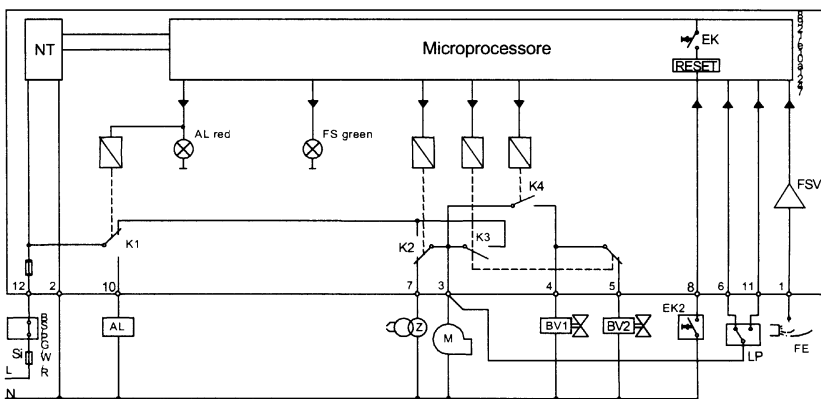 NT
Microprocessore
EK
RESET
AL red
FS green
FSV
K4
K1
K2
K3
12
2
10
7
3
4
5
8
6
11
1
B
S
P
G
W
R
AL
Z
M
BV1
BV2
EK2
LP
FE
Si
L
N